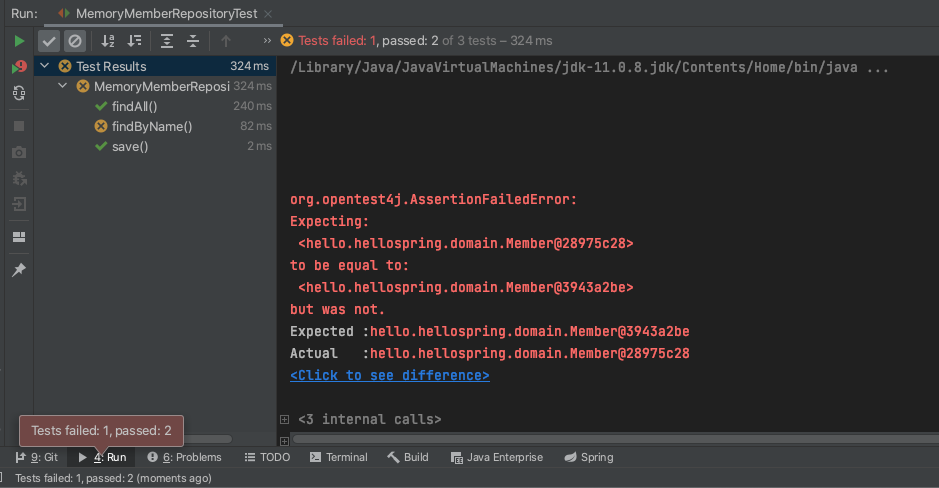 Run: MemoryMemberRepositoryTest ×
» Tests failed: 1, passed: 2 of 3 tests – 324 ms
Test Results 324 ms
MemoryMemberReposi 324 ms
findAll() 240 ms
findByName() 82 ms
save() 2 ms
/Library/Java/JavaVirtualMachines/jdk-11.0.8.jdk/Contents/Home/bin/java ...
org.opentest4j.AssertionFailedError:
Expecting:
<hello.hellospring.domain.Member@28975c28>
to be equal to:
<hello.hellospring.domain.Member@3943a2be>
but was not.
Expected :hello.hellospring.domain.Member@3943a2be
Actual   :hello.hellospring.domain.Member@28975c28
<Click to see difference>
<3 internal calls>
Tests failed: 1, passed: 2
9: Git 4: Run 6: Problems TODO Terminal Build Java Enterprise Spring
Tests failed: 1, passed: 2 (moments ago)